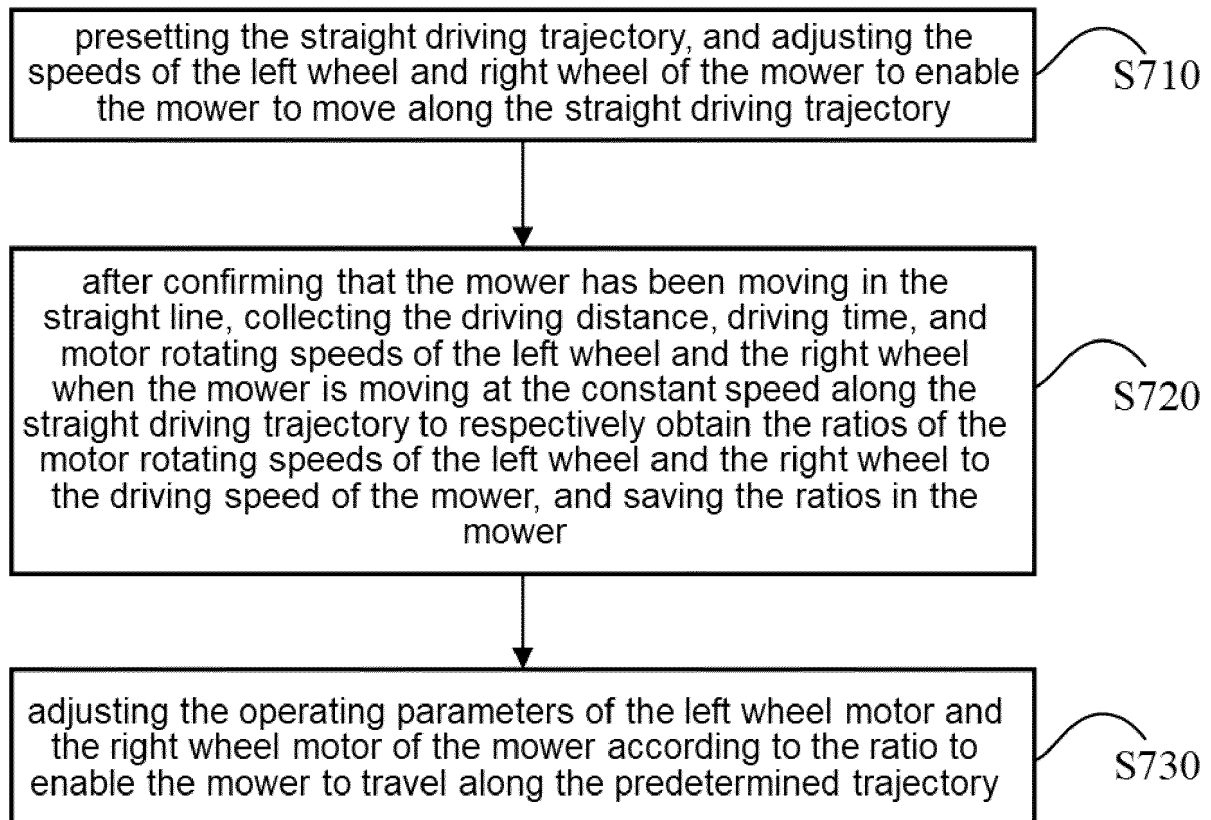 presetting the straight driving trajectory, and adjusting the
speeds of the left wheel and right wheel of the mower to enable
the mower to move along the straight driving trajectory
S710
after confirming that the mower has been moving in the
straight line, collecting the driving distance, driving time, and
motor rotating speeds of the left wheel and the right wheel
when the mower is moving at the constant speed along the
straight driving trajectory to respectively obtain the ratios of the
motor rotating speeds of the left wheel and the right wheel to
the driving speed of the mower, and saving the ratios in the
mower
S720
adjusting the operating parameters of the left wheel motor and
the right wheel motor of the mower according to the ratio to
enable the mower to travel along the predetermined trajectory
S730